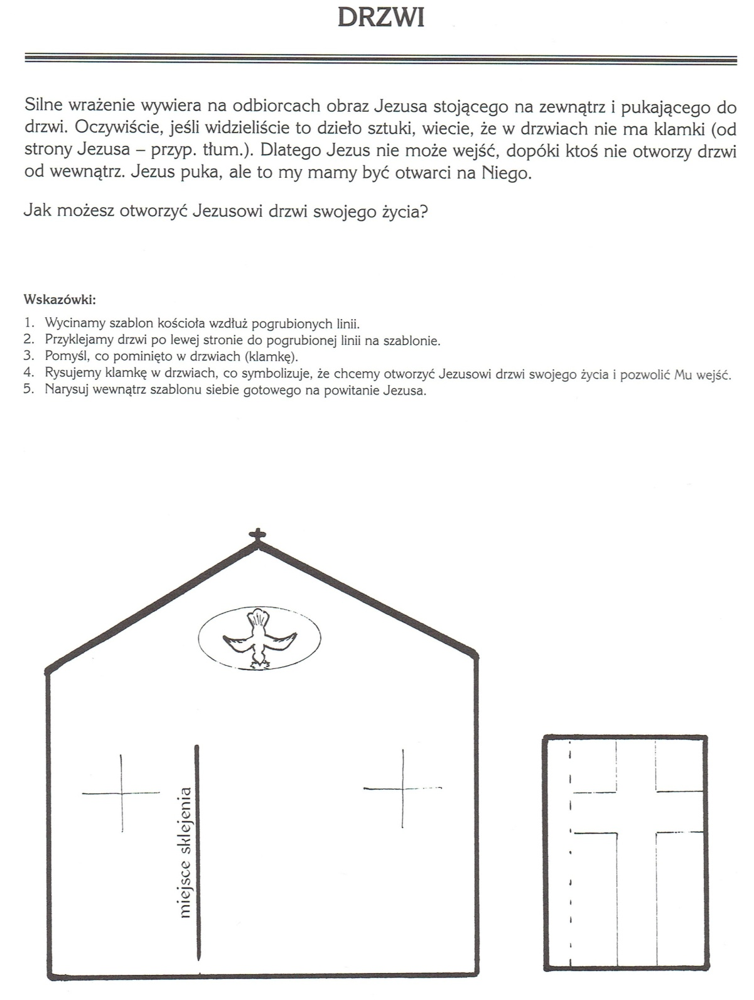 DRZWI
Silne wrażenie wywiera na odbiorcach obraz Jezusa stojącego na zewnątrz i pukającego do
drzwi. Oczywiście, jeśli widzieliście to dzieło sztuki, wiecie, że w drzwiach nie ma klamki (od
strony Jezusa – przyp. tłum.). Dlatego Jezus nie może wejść, dopóki ktoś nie otworzy drzwi
od wewnątrz. Jezus puka, ale to my mamy być otwarci na Niego.
Jak możesz otworzyć Jezusowi drzwi swojego życia?
Wskazówki:
1. Wycinamy szablon kościoła wzdłuż pogrubionych linii.
2. Przyklejamy drzwi po lewej stronie do pogrubionej linii na szablonie.
3. Pomyśl, co pominięto w drzwiach (klamkę).
4. Rysujemy klamkę w drzwiach, co symbolizuje, że chcemy otworzyć Jezusowi drzwi swojego życia i pozwolić Mu wejść.
5. Narysuj wewnątrz szablonu siebie gotowego na powitanie Jezusa.
miejsce sklejenia